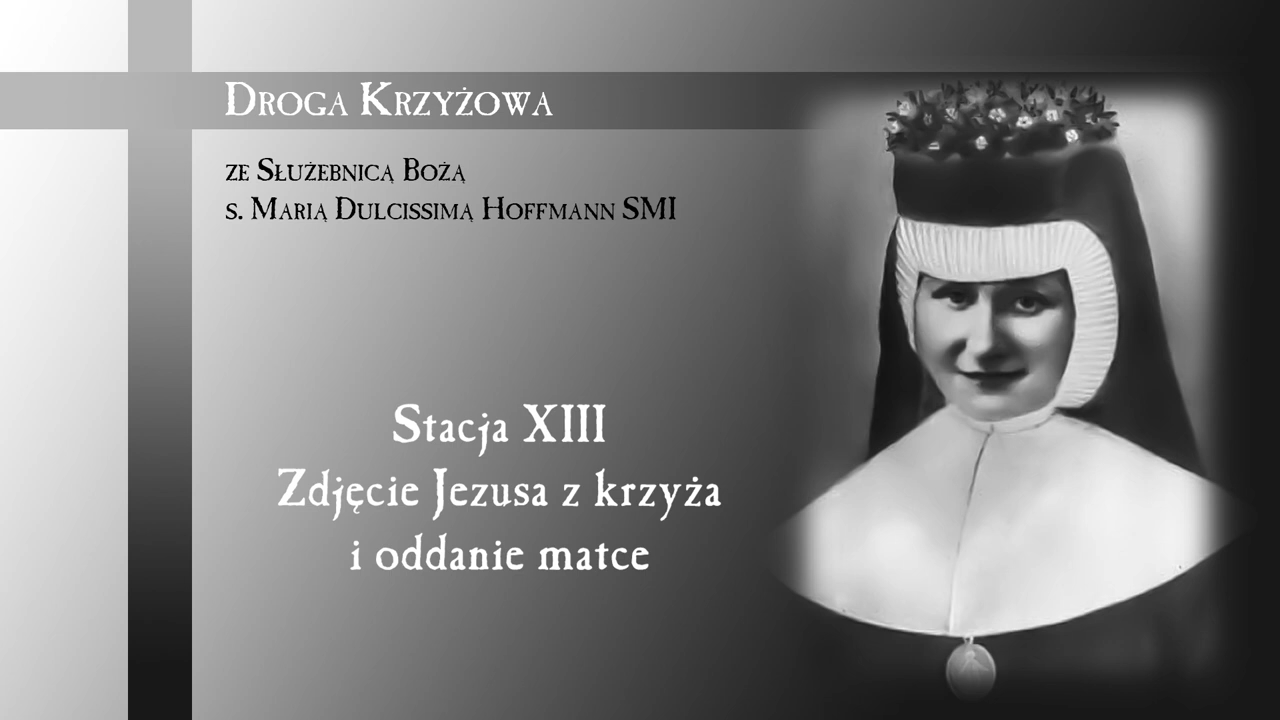 Droga Krzyżowa
ze Służebnicą Bożą
s. Marią Dulcissimą Hoffmann SMI
Stacja XIII
Zdjęcie Jezusa z krzyża
i oddanie matce